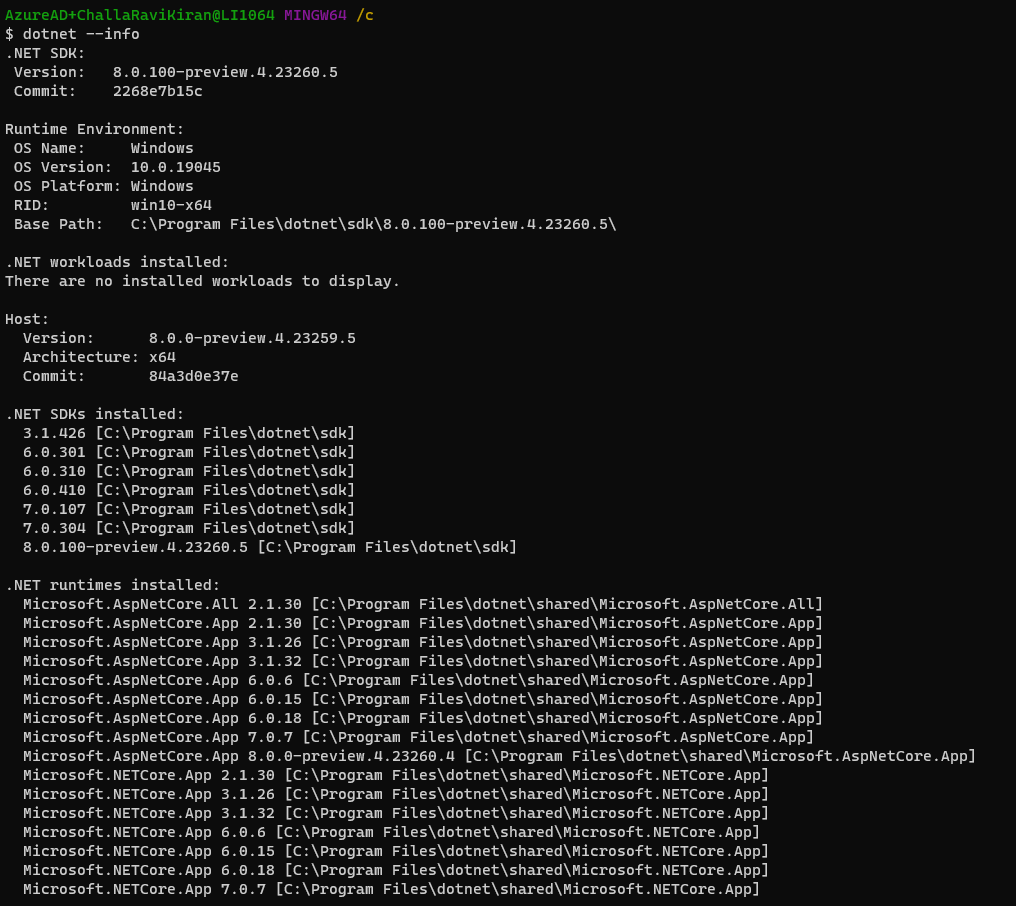 AzureAD+ChallaRaviKiran@LI1064 MINGW64 /c
$ dotnet --info
.NET SDK:
 Version:   8.0.100-preview.4.23260.5
 Commit:    2268e7b15c

Runtime Environment:
 OS Name:     Windows
 OS Version:  10.0.19045
 OS Platform: Windows
 RID:         win10-x64
 Base Path:   C:\Program Files\dotnet\sdk\8.0.100-preview.4.23260.5\

.NET workloads installed:
There are no installed workloads to display.

Host:
  Version:      8.0.0-preview.4.23259.5
  Architecture: x64
  Commit:       84a3d0e37e

.NET SDKs installed:
  3.1.426 [C:\Program Files\dotnet\sdk]
  6.0.301 [C:\Program Files\dotnet\sdk]
  6.0.310 [C:\Program Files\dotnet\sdk]
  6.0.410 [C:\Program Files\dotnet\sdk]
  7.0.107 [C:\Program Files\dotnet\sdk]
  7.0.304 [C:\Program Files\dotnet\sdk]
  8.0.100-preview.4.23260.5 [C:\Program Files\dotnet\sdk]

.NET runtimes installed:
  Microsoft.AspNetCore.All 2.1.30 [C:\Program Files\dotnet\shared\Microsoft.AspNetCore.All]
  Microsoft.AspNetCore.App 2.1.30 [C:\Program Files\dotnet\shared\Microsoft.AspNetCore.App]
  Microsoft.AspNetCore.App 3.1.26 [C:\Program Files\dotnet\shared\Microsoft.AspNetCore.App]
  Microsoft.AspNetCore.App 3.1.32 [C:\Program Files\dotnet\shared\Microsoft.AspNetCore.App]
  Microsoft.AspNetCore.App 6.0.6 [C:\Program Files\dotnet\shared\Microsoft.AspNetCore.App]
  Microsoft.AspNetCore.App 6.0.15 [C:\Program Files\dotnet\shared\Microsoft.AspNetCore.App]
  Microsoft.AspNetCore.App 6.0.18 [C:\Program Files\dotnet\shared\Microsoft.AspNetCore.App]
  Microsoft.AspNetCore.App 7.0.7 [C:\Program Files\dotnet\shared\Microsoft.AspNetCore.App]
  Microsoft.AspNetCore.App 8.0.0-preview.4.23260.4 [C:\Program Files\dotnet\shared\Microsoft.AspNetCore.App]
  Microsoft.NETCore.App 2.1.30 [C:\Program Files\dotnet\shared\Microsoft.NETCore.App]
  Microsoft.NETCore.App 3.1.26 [C:\Program Files\dotnet\shared\Microsoft.NETCore.App]
  Microsoft.NETCore.App 3.1.32 [C:\Program Files\dotnet\shared\Microsoft.NETCore.App]
  Microsoft.NETCore.App 6.0.6 [C:\Program Files\dotnet\shared\Microsoft.NETCore.App]
  Microsoft.NETCore.App 6.0.15 [C:\Program Files\dotnet\shared\Microsoft.NETCore.App]
  Microsoft.NETCore.App 6.0.18 [C:\Program Files\dotnet\shared\Microsoft.NETCore.App]
  Microsoft.NETCore.App 7.0.7 [C:\Program Files\dotnet\shared\Microsoft.NETCore.App]